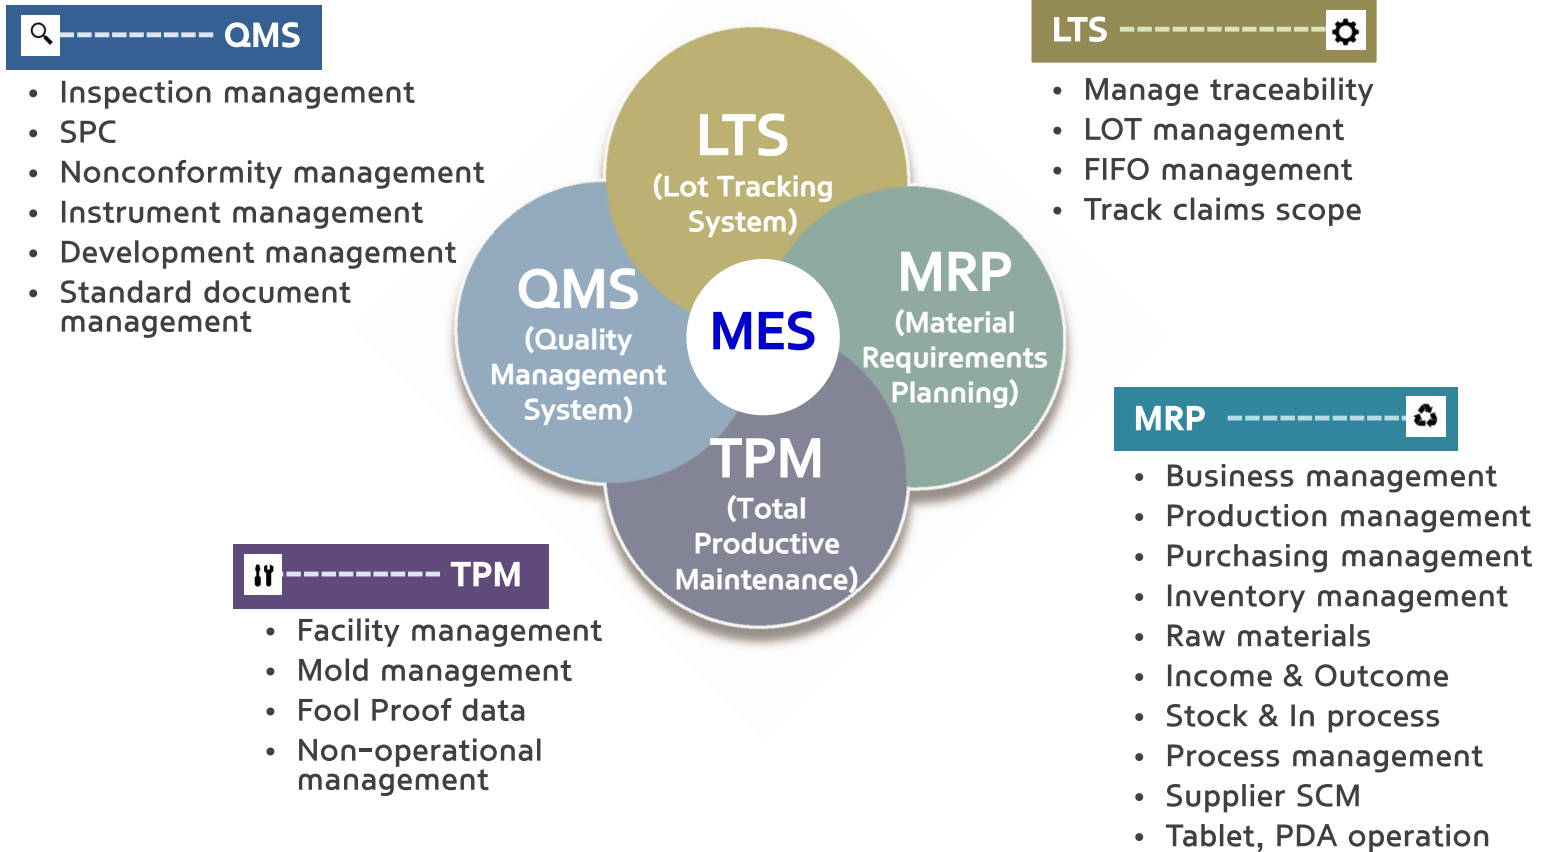 QMS
• Inspection management
• SPC
• Nonconformity management
• Instrument management
• Development management
• Standard document
management
LTS
• Manage traceability
• LOT management
• FIFO management
• Track claims scope
LTS
(Lot Tracking
System)
QMS
(Quality
Management
System)
MES
MRP
(Material
Requirements
Planning)
TPM
(Total
Productive
Maintenance)
TPM
• Facility management
• Mold management
• Fool Proof data
• Non-operational
management
MRP
• Business management
• Production management
• Purchasing management
• Inventory management
• Raw materials
• Income & Outcome
• Stock & In process
• Process management
• Supplier SCM
• Tablet, PDA operation